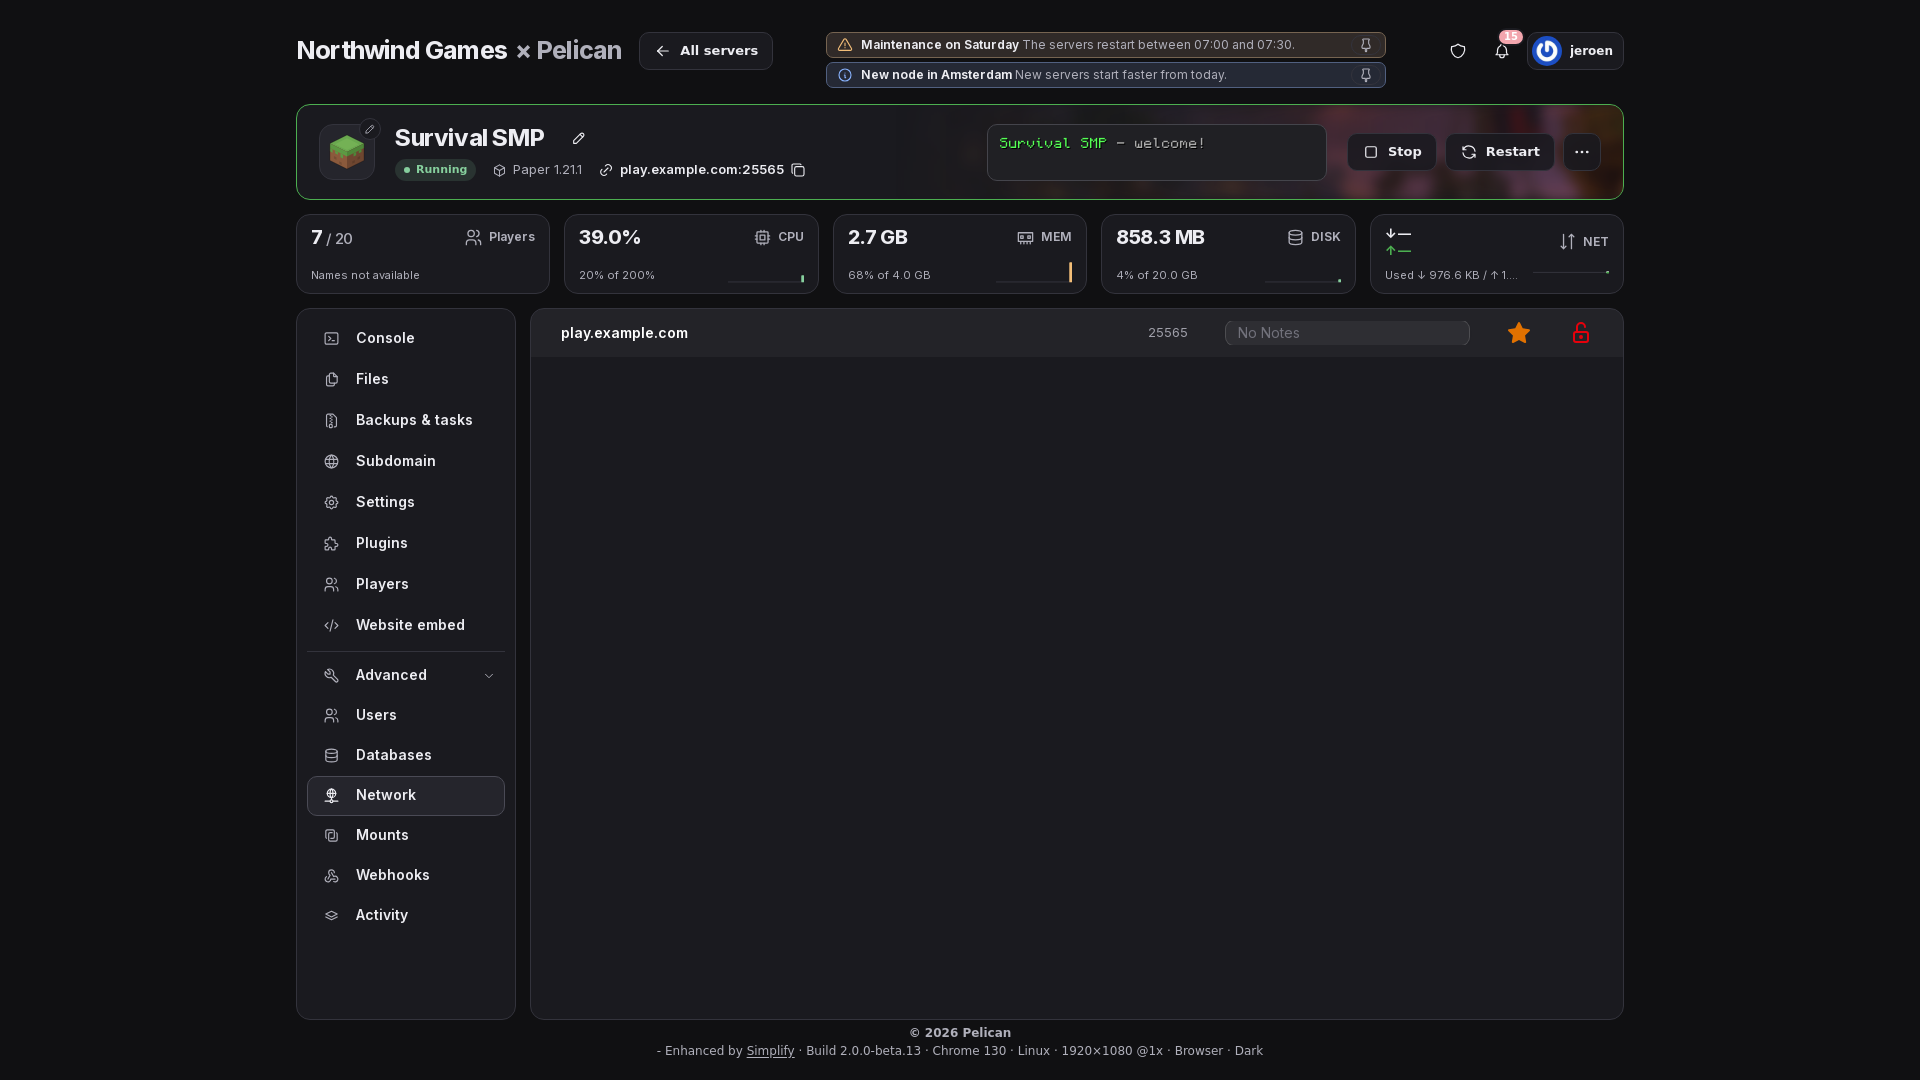 Northwind Games × Pelican
All servers
Maintenance on Saturday The servers restart between 07:00 and 07:30.
New node in Amsterdam New servers start faster from today.
15
jeroen
Survival SMP
Running
Paper 1.21.1
play.example.com:25565
Survival SMP - welcome!
Stop
Restart
7 / 20
Players
Names not available
39.0%
CPU
20% of 200%
2.7 GB
MEM
68% of 4.0 GB
858.3 MB
DISK
4% of 20.0 GB
↓—
↑—
NET
Used ↓ 976.6 KB / ↑ 1....
Console
Files
Backups & tasks
Subdomain
Settings
Plugins
Players
Website embed
Advanced
Users
Databases
Network
Mounts
Webhooks
Activity
play.example.com
25565
No Notes
© 2026 Pelican
- Enhanced by Simplify · Build 2.0.0-beta.13 · Chrome 130 · Linux · 1920×1080 @1x · Browser · Dark